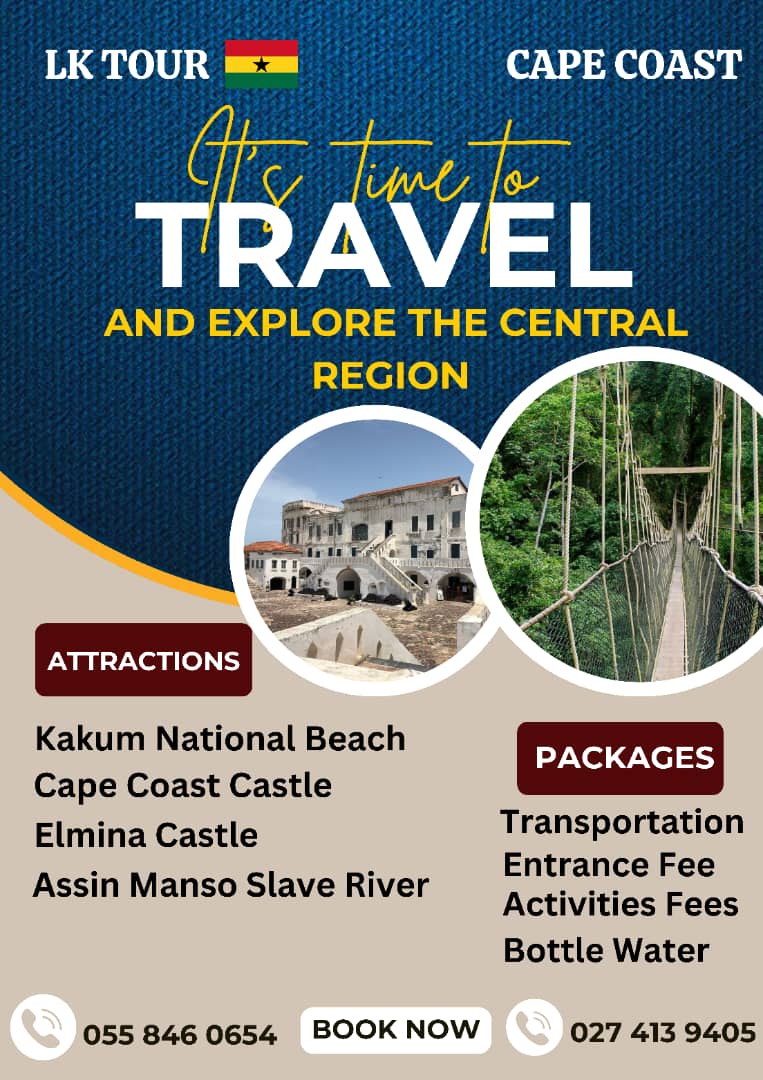 LK TOUR
CAPE COAST
It's time to
TRAVEL
AND EXPLORE THE CENTRAL
REGION
ATTRACTIONS
Kakum National Beach
Cape Coast Castle
Elmina Castle
Assin Manso Slave River
PACKAGES
Transportation
Entrance Fee
Activities Fees
Bottle Water
055 846 0654
BOOK NOW
027 413 9405